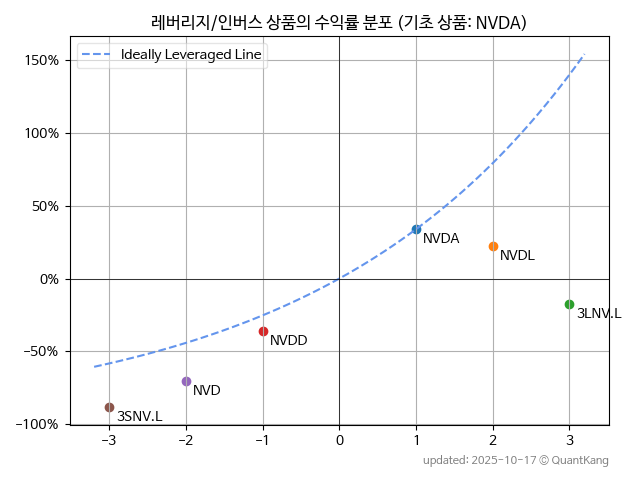 레버리지/인버스 상품의 수익률 분포 (기초 상품: NVDA)
Ideally Leveraged Line
150%
100%
50%
0%
−50%
−100%
NVDA
NVDL
3LNV.L
NVDD
NVD
3SNV.L
−3 −2 −1 0 1 2 3
updated: 2025-10-17 © QuantKang